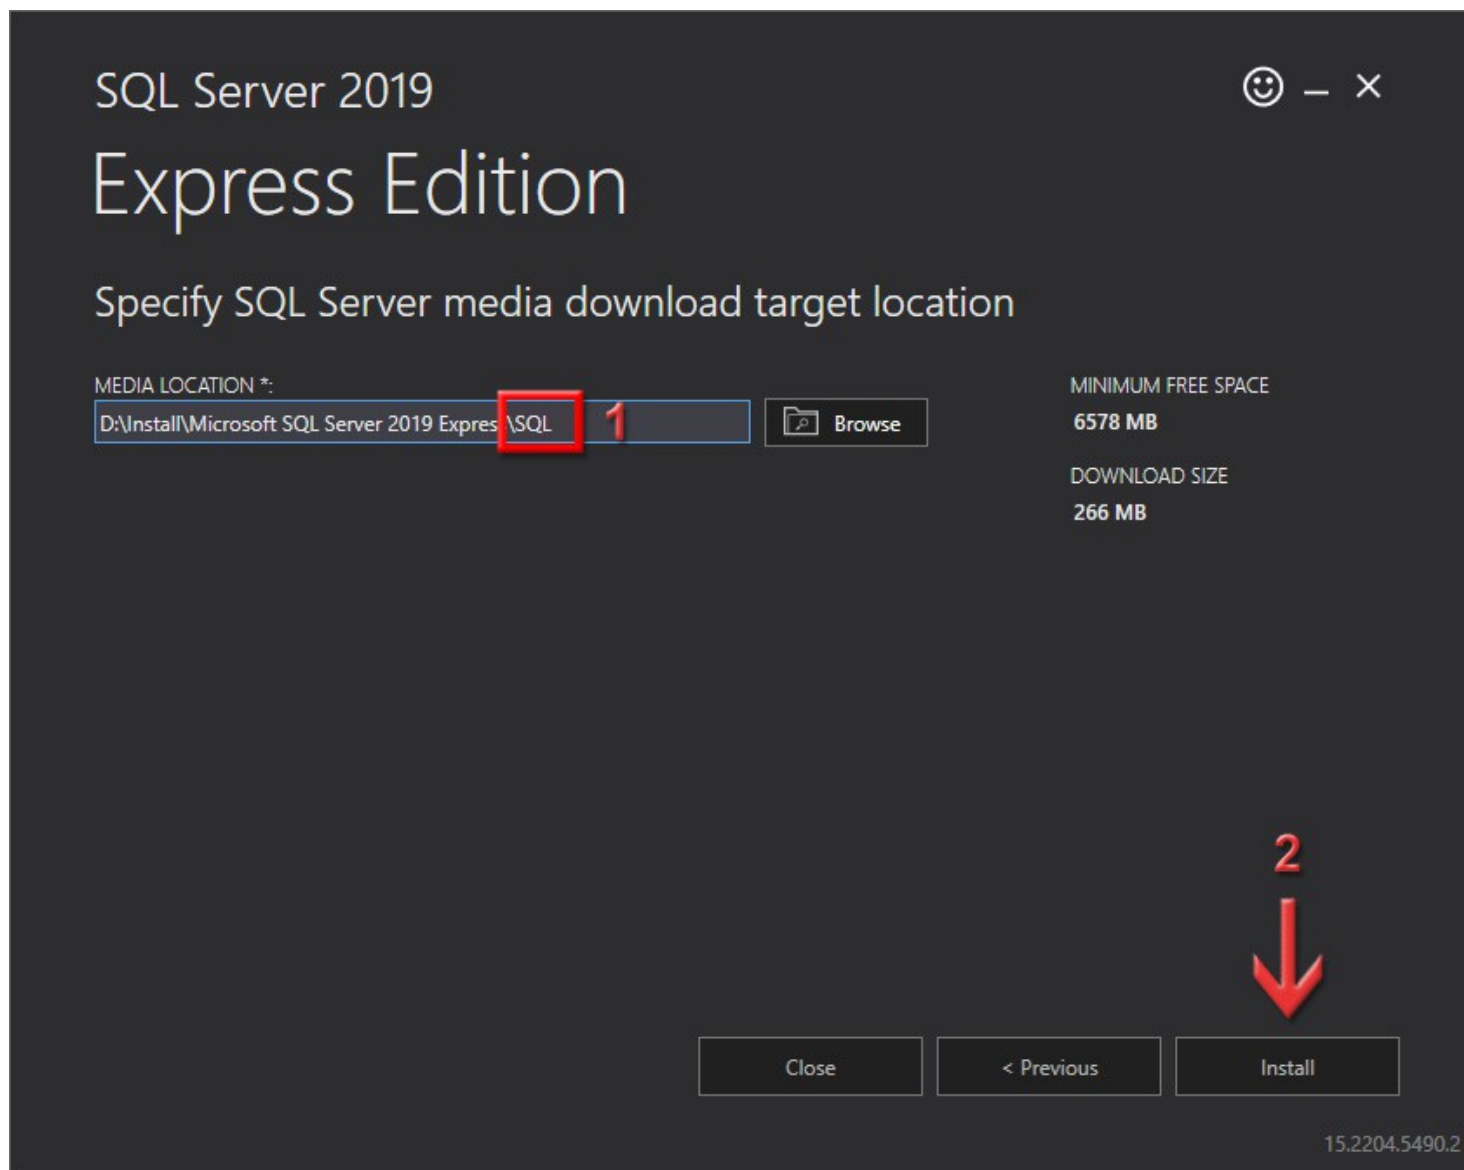 SQL Server 2019
Express Edition
Specify SQL Server media download target location
MEDIA LOCATION *:
D:\Install\Microsoft SQL Server 2019 Expres \SQL
1
Browse
MINIMUM FREE SPACE
6578 MB
DOWNLOAD SIZE
266 MB
2
Close
< Previous
Install
15.2204.5490.2